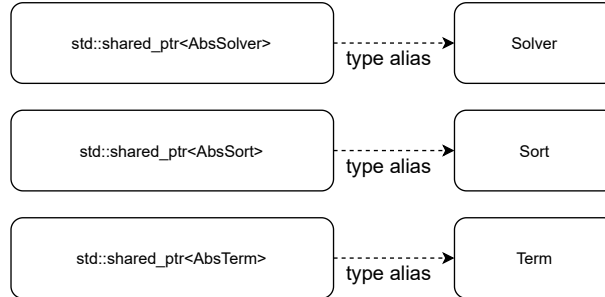 std::shared_ptr<AbsSolver>
type alias
Solver
std::shared_ptr<AbsSort>
type alias
Sort
std::shared_ptr<AbsTerm>
type alias
Term